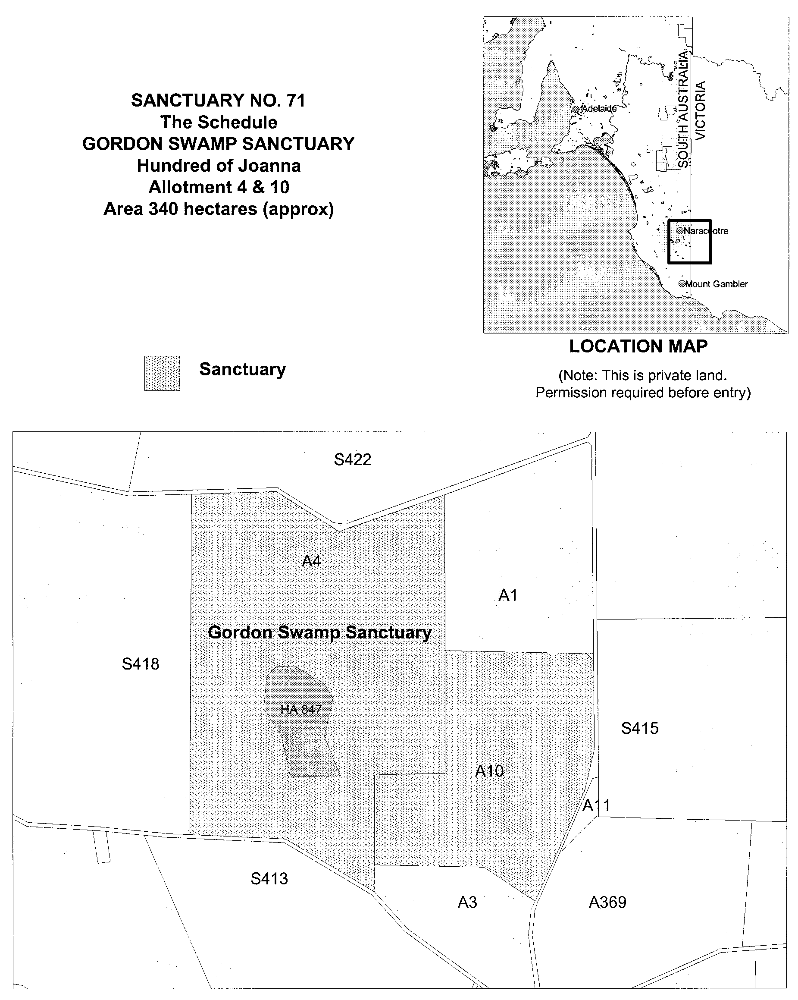 SANCTUARY NO. 71
The Schedule
GORDON SWAMP SANCTUARY
Hundred of Joanna
Allotment 4 & 10
Area 340 hectares (approx)
Sanctuary
SOUTH AUSTRALIA
VICTORIA
Adelaide
Naracootre
Mount Gambier
LOCATION MAP
(Note: This is private land.
Permission required before entry)
S422
A4
A1
Gordon Swamp Sanctuary
S418
HA 847
S415
A10
A11
S413
A3
A369